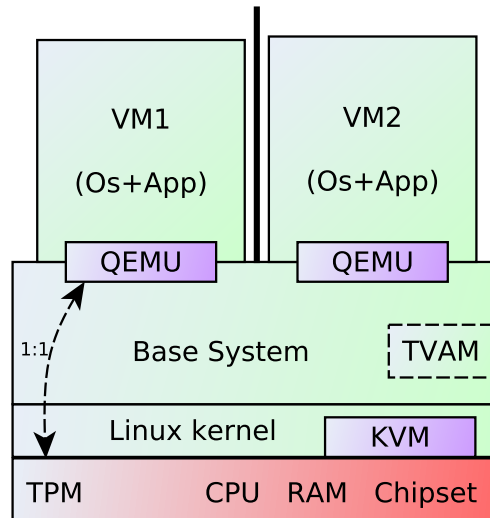 VM1
(Os+App)
VM2
(Os+App)
QEMU
QEMU
1:1
Base System
TVAM
Linux kernel
KVM
TPM CPU RAM Chipset